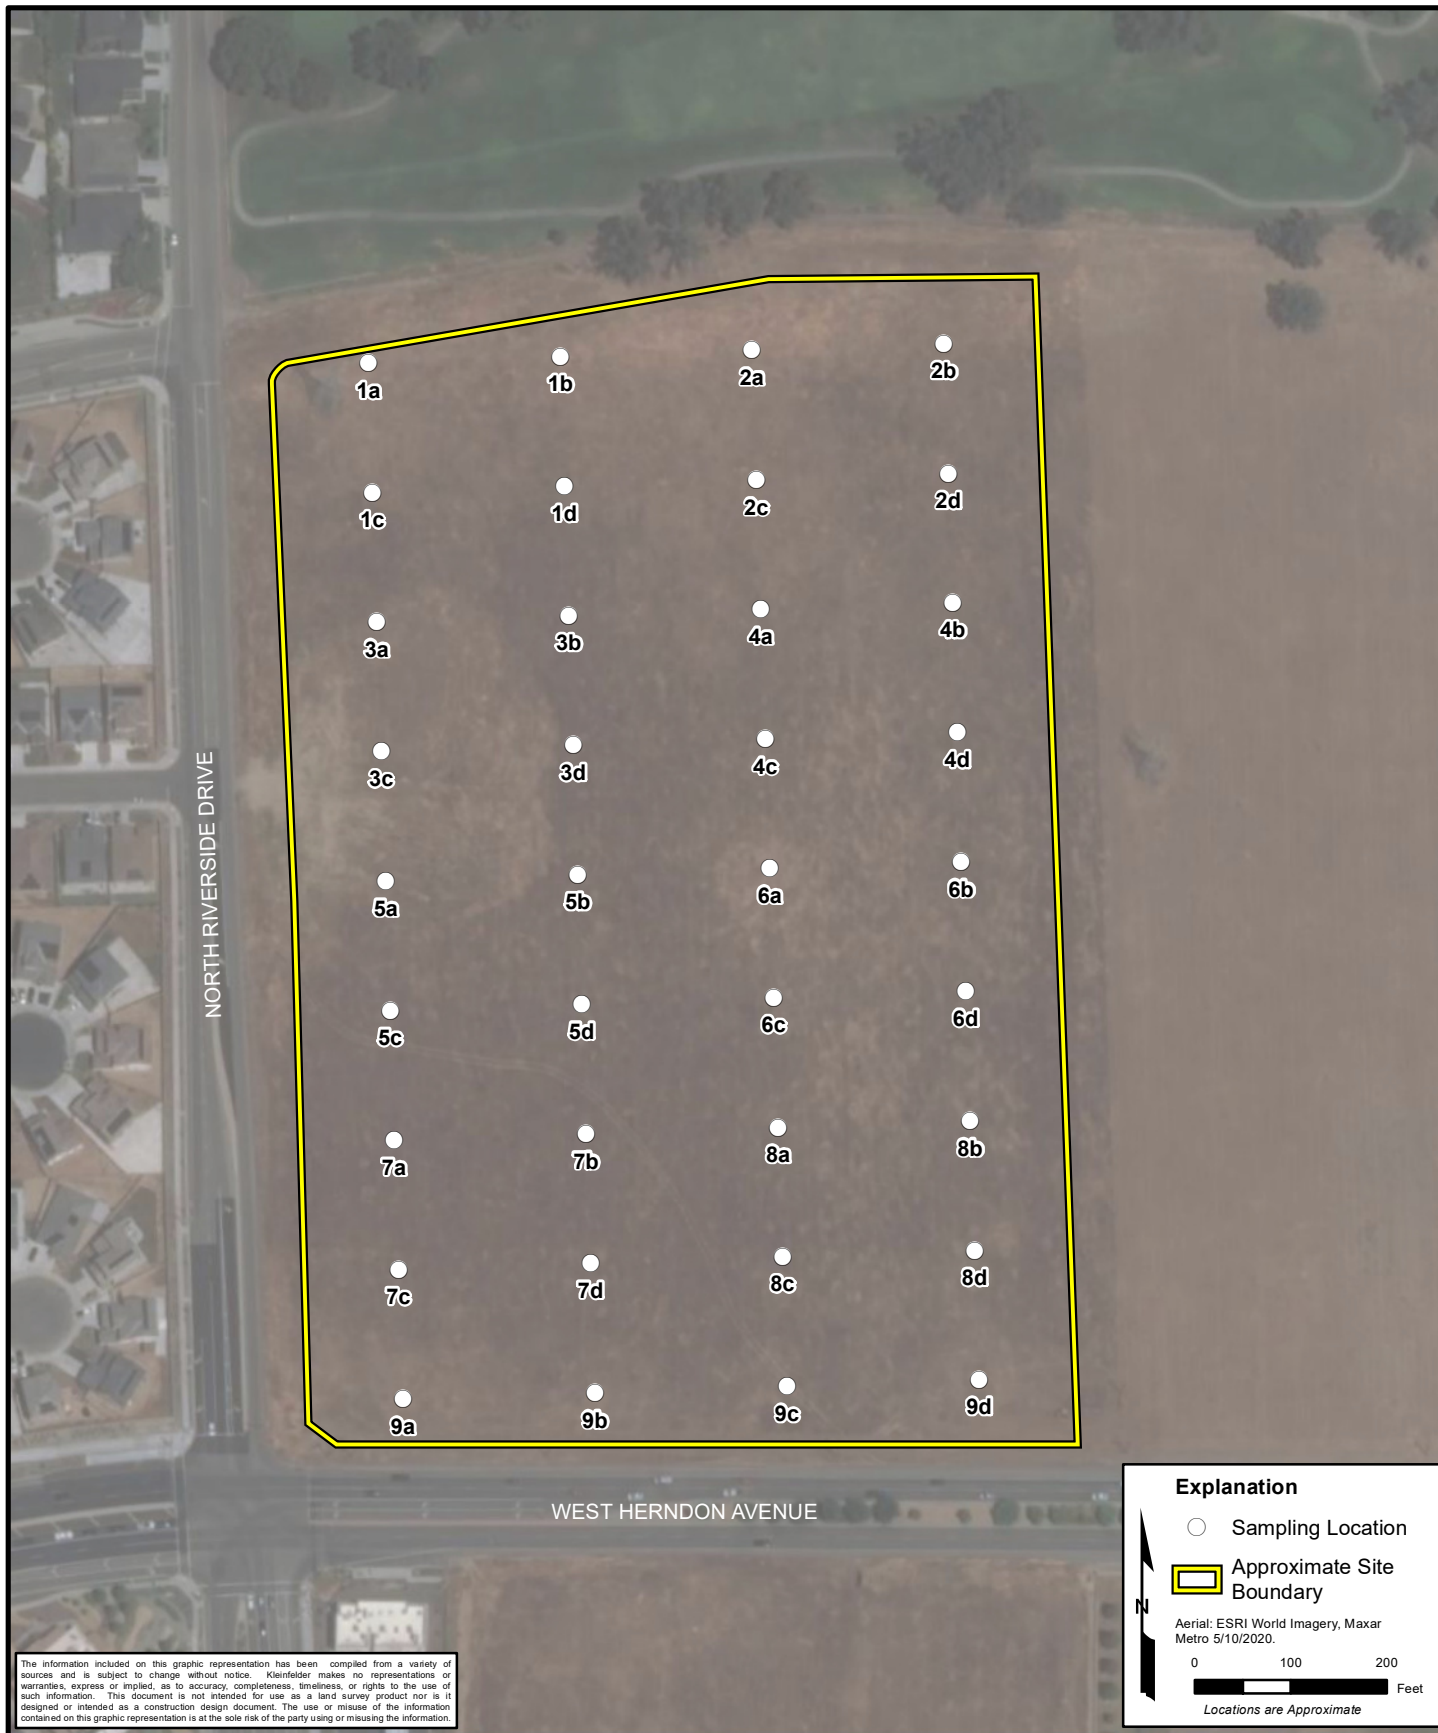 1a
1b
2a
2b
1c
1d
2c
2d
3a
3b
4a
4b
3c
3d
4c
4d
5a
5b
6a
6b
5c
5d
6c
6d
7a
7b
8a
8b
7c
7d
8c
8d
9a
9b
9c
9d
NORTH RIVERSIDE DRIVE
WEST HERNDON AVENUE
Explanation
Sampling Location
Approximate Site
Boundary
N
Aerial: ESRI World Imagery, Maxar
Metro 5/10/2020.
0 100 200
Feet
Locations are Approximate
The information included on this graphic representation has been compiled from a variety of
sources and is subject to change without notice. Kleinfelder makes no representations or
warranties, express or implied, as to accuracy, completeness, timeliness, or rights to the use of
such information. This document is not intended for use as a land survey product nor is it
designed or intended as a construction design document. The use or misuse of the information
contained on this graphic representation is at the sole risk of the party using or misusing the information.